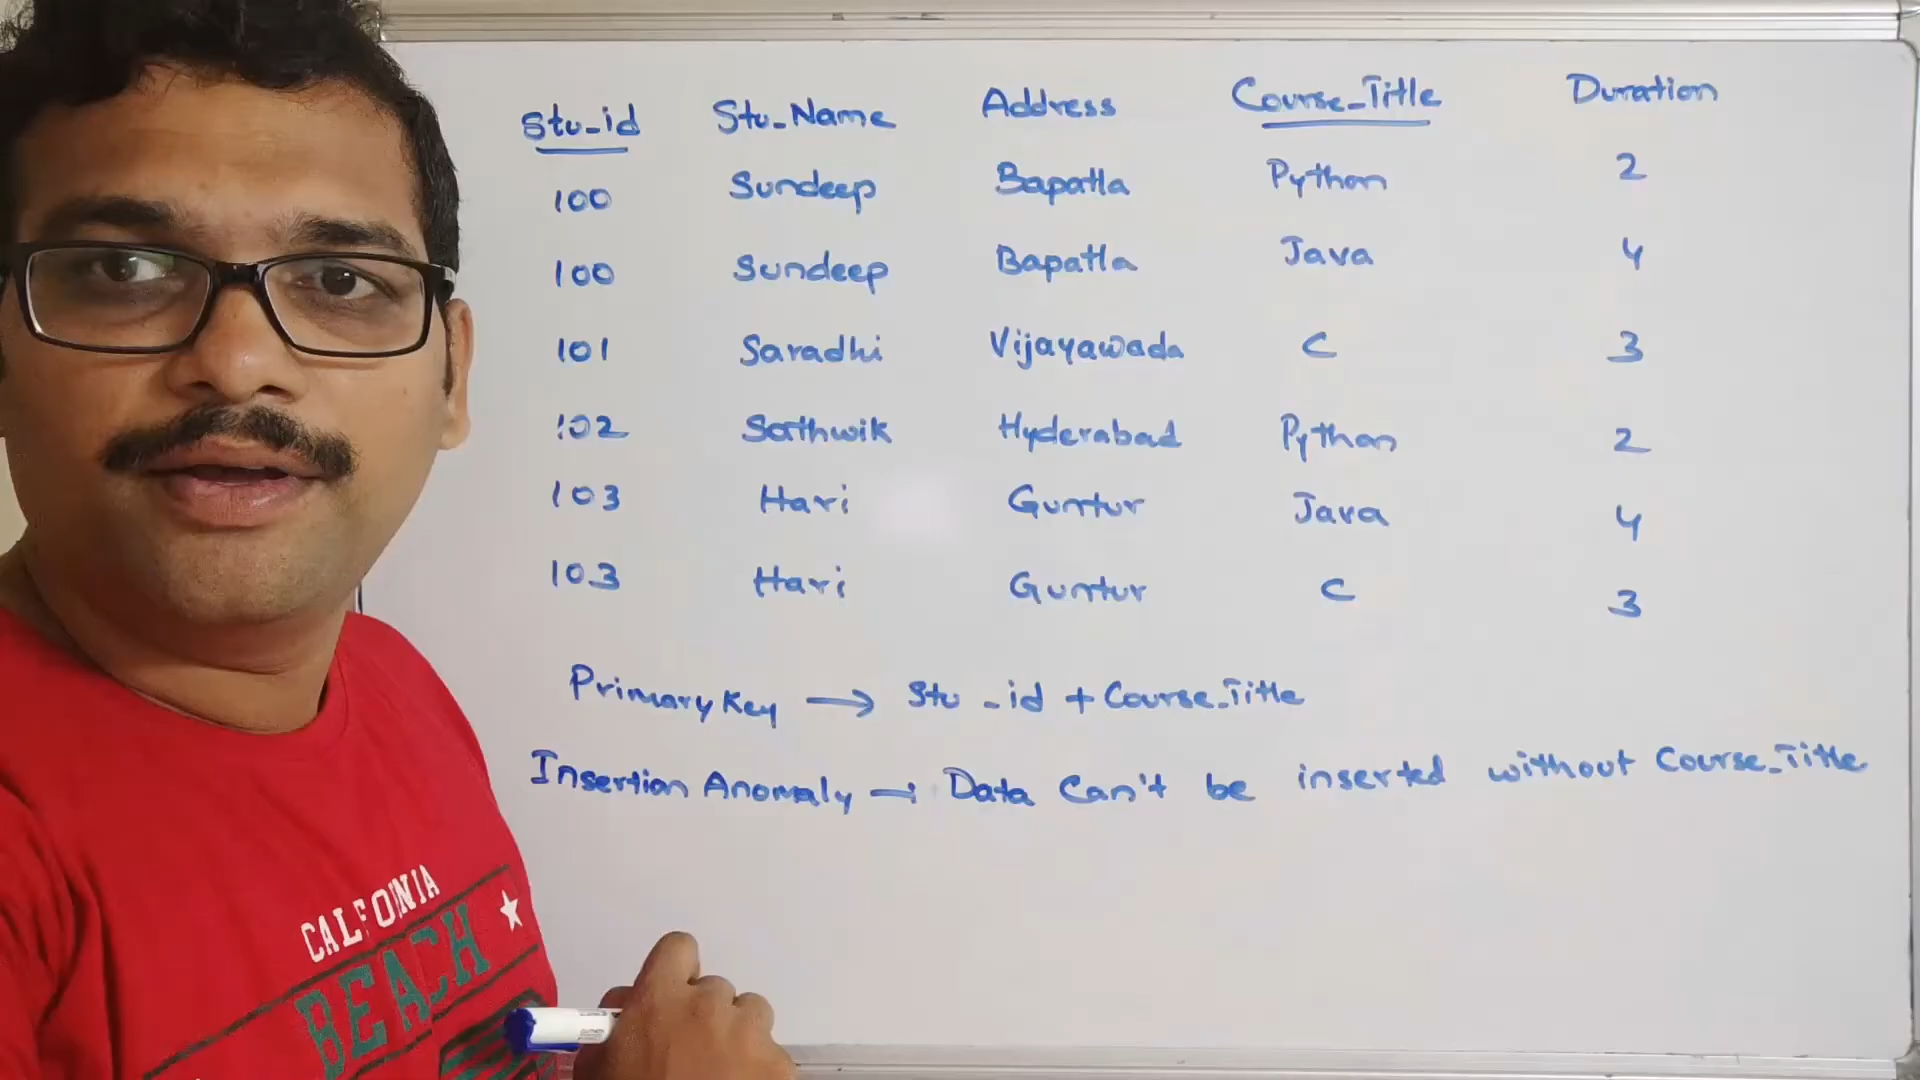 Stu_id Stu_Name Address Course_Title Duration
100 Sundeep Bapatla Python 2
100 Sundeep Bapatla Java 4
101 Saradhi Vijayawada C 3
102 Sathwik Hyderabad Python 2
103 Hari Guntur Java 4
103 Hari Guntur C 3
Primary Key → Stu_id + Course_Title
Insertion Anomaly → Data Can't be inserted without Course_Title
CALIFORNIA
BEACH